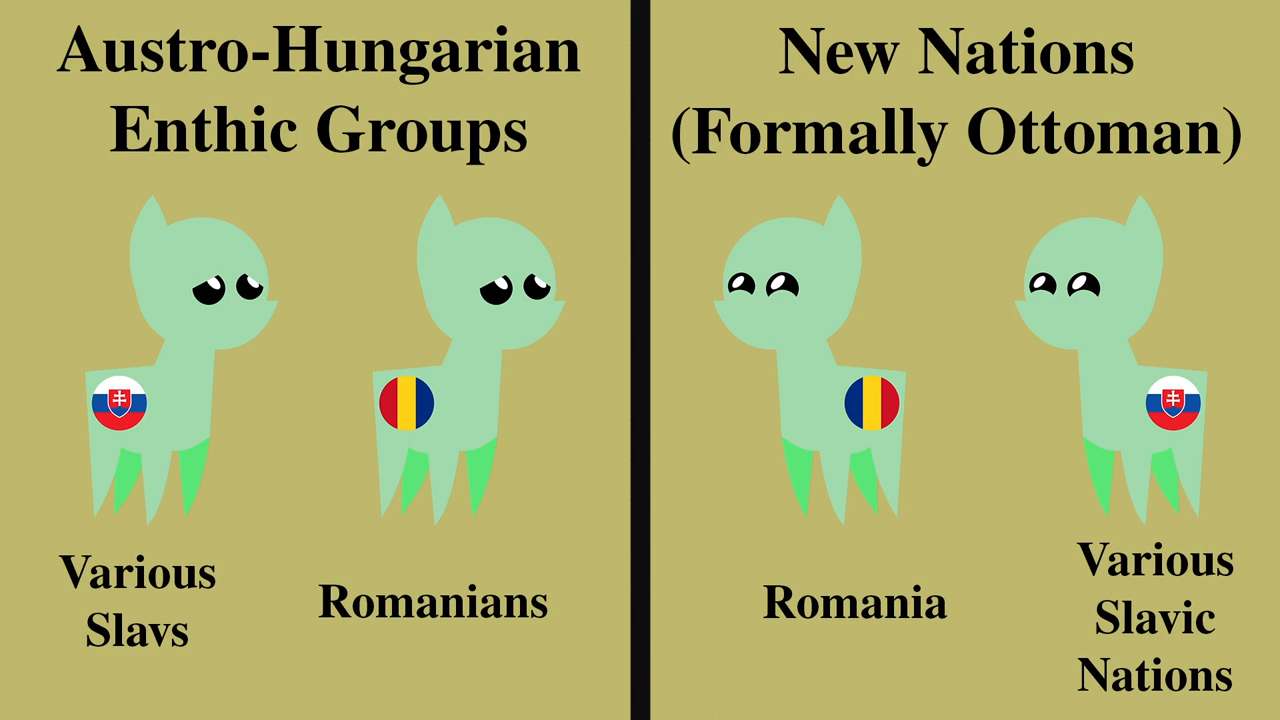 Austro-Hungarian
Enthic Groups
Various
Slavs
Romanians
New Nations
(Formally Ottoman)
Romania
Various
Slavic
Nations